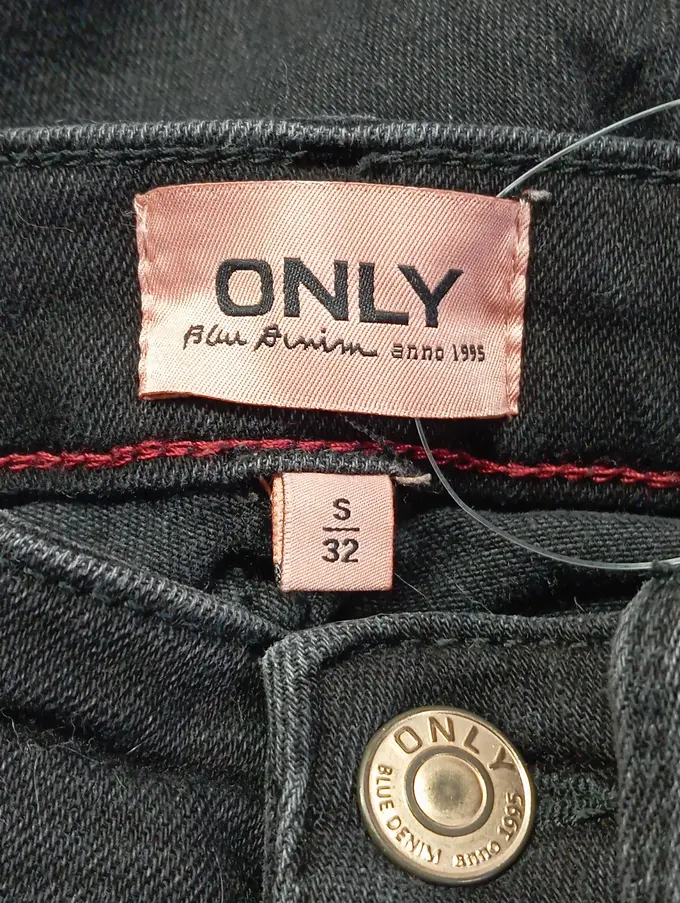 ONLY
Blue Denim anno 1995
S
32
ONLY
BLUE DENIM anno 1995